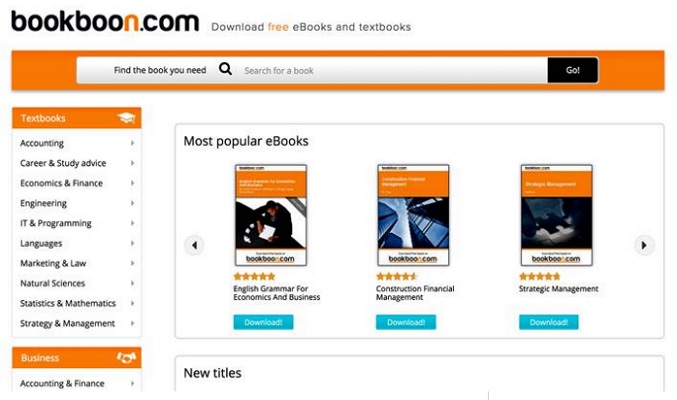 bookboon.com
Download free eBooks and textbooks
Find the book you need
Search for a book
Go!
Textbooks
Accounting
Career & Study advice
Economics & Finance
Engineering
IT & Programming
Languages
Marketing & Law
Natural Sciences
Statistics & Mathematics
Strategy & Management
Business
Accounting & Finance
Most popular eBooks
bookboon.com
English Grammar For Economics
And Business
bookboon.com
English Grammar For
Economics And Business
Download!
bookboon.com
Construction Financial
Management
bookboon.com
Construction Financial
Management
Download!
bookboon.com
Strategic Management
bookboon.com
Strategic Management
Download!
New titles